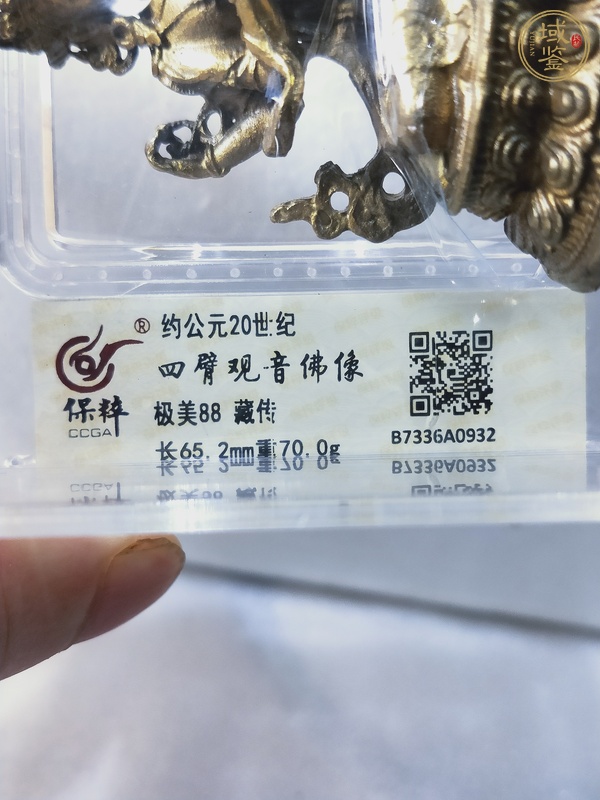 域鉴
YUJIAN
® 约公元20世纪
四臂观音佛像
保粹
CCGA
极美88 藏传
长65.2mm重70.0g
B7336A0932